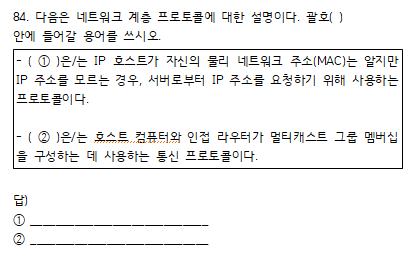 84. 다음은 네트워크 계층 프로토콜에 대한 설명이다. 괄호( )
안에 들어갈 용어를 쓰시오.
- ( ① )은/는 IP 호스트가 자신의 물리 네트워크 주소(MAC)는 알지만
IP 주소를 모르는 경우, 서버로부터 IP 주소를 요청하기 위해 사용하는
프로토콜이다.
- ( ② )은/는 호스트 컴퓨터와 인접 라우터가 멀티캐스트 그룹 멤버십
을 구성하는 데 사용하는 통신 프로토콜이다.
답)
① ____________________________
② ____________________________